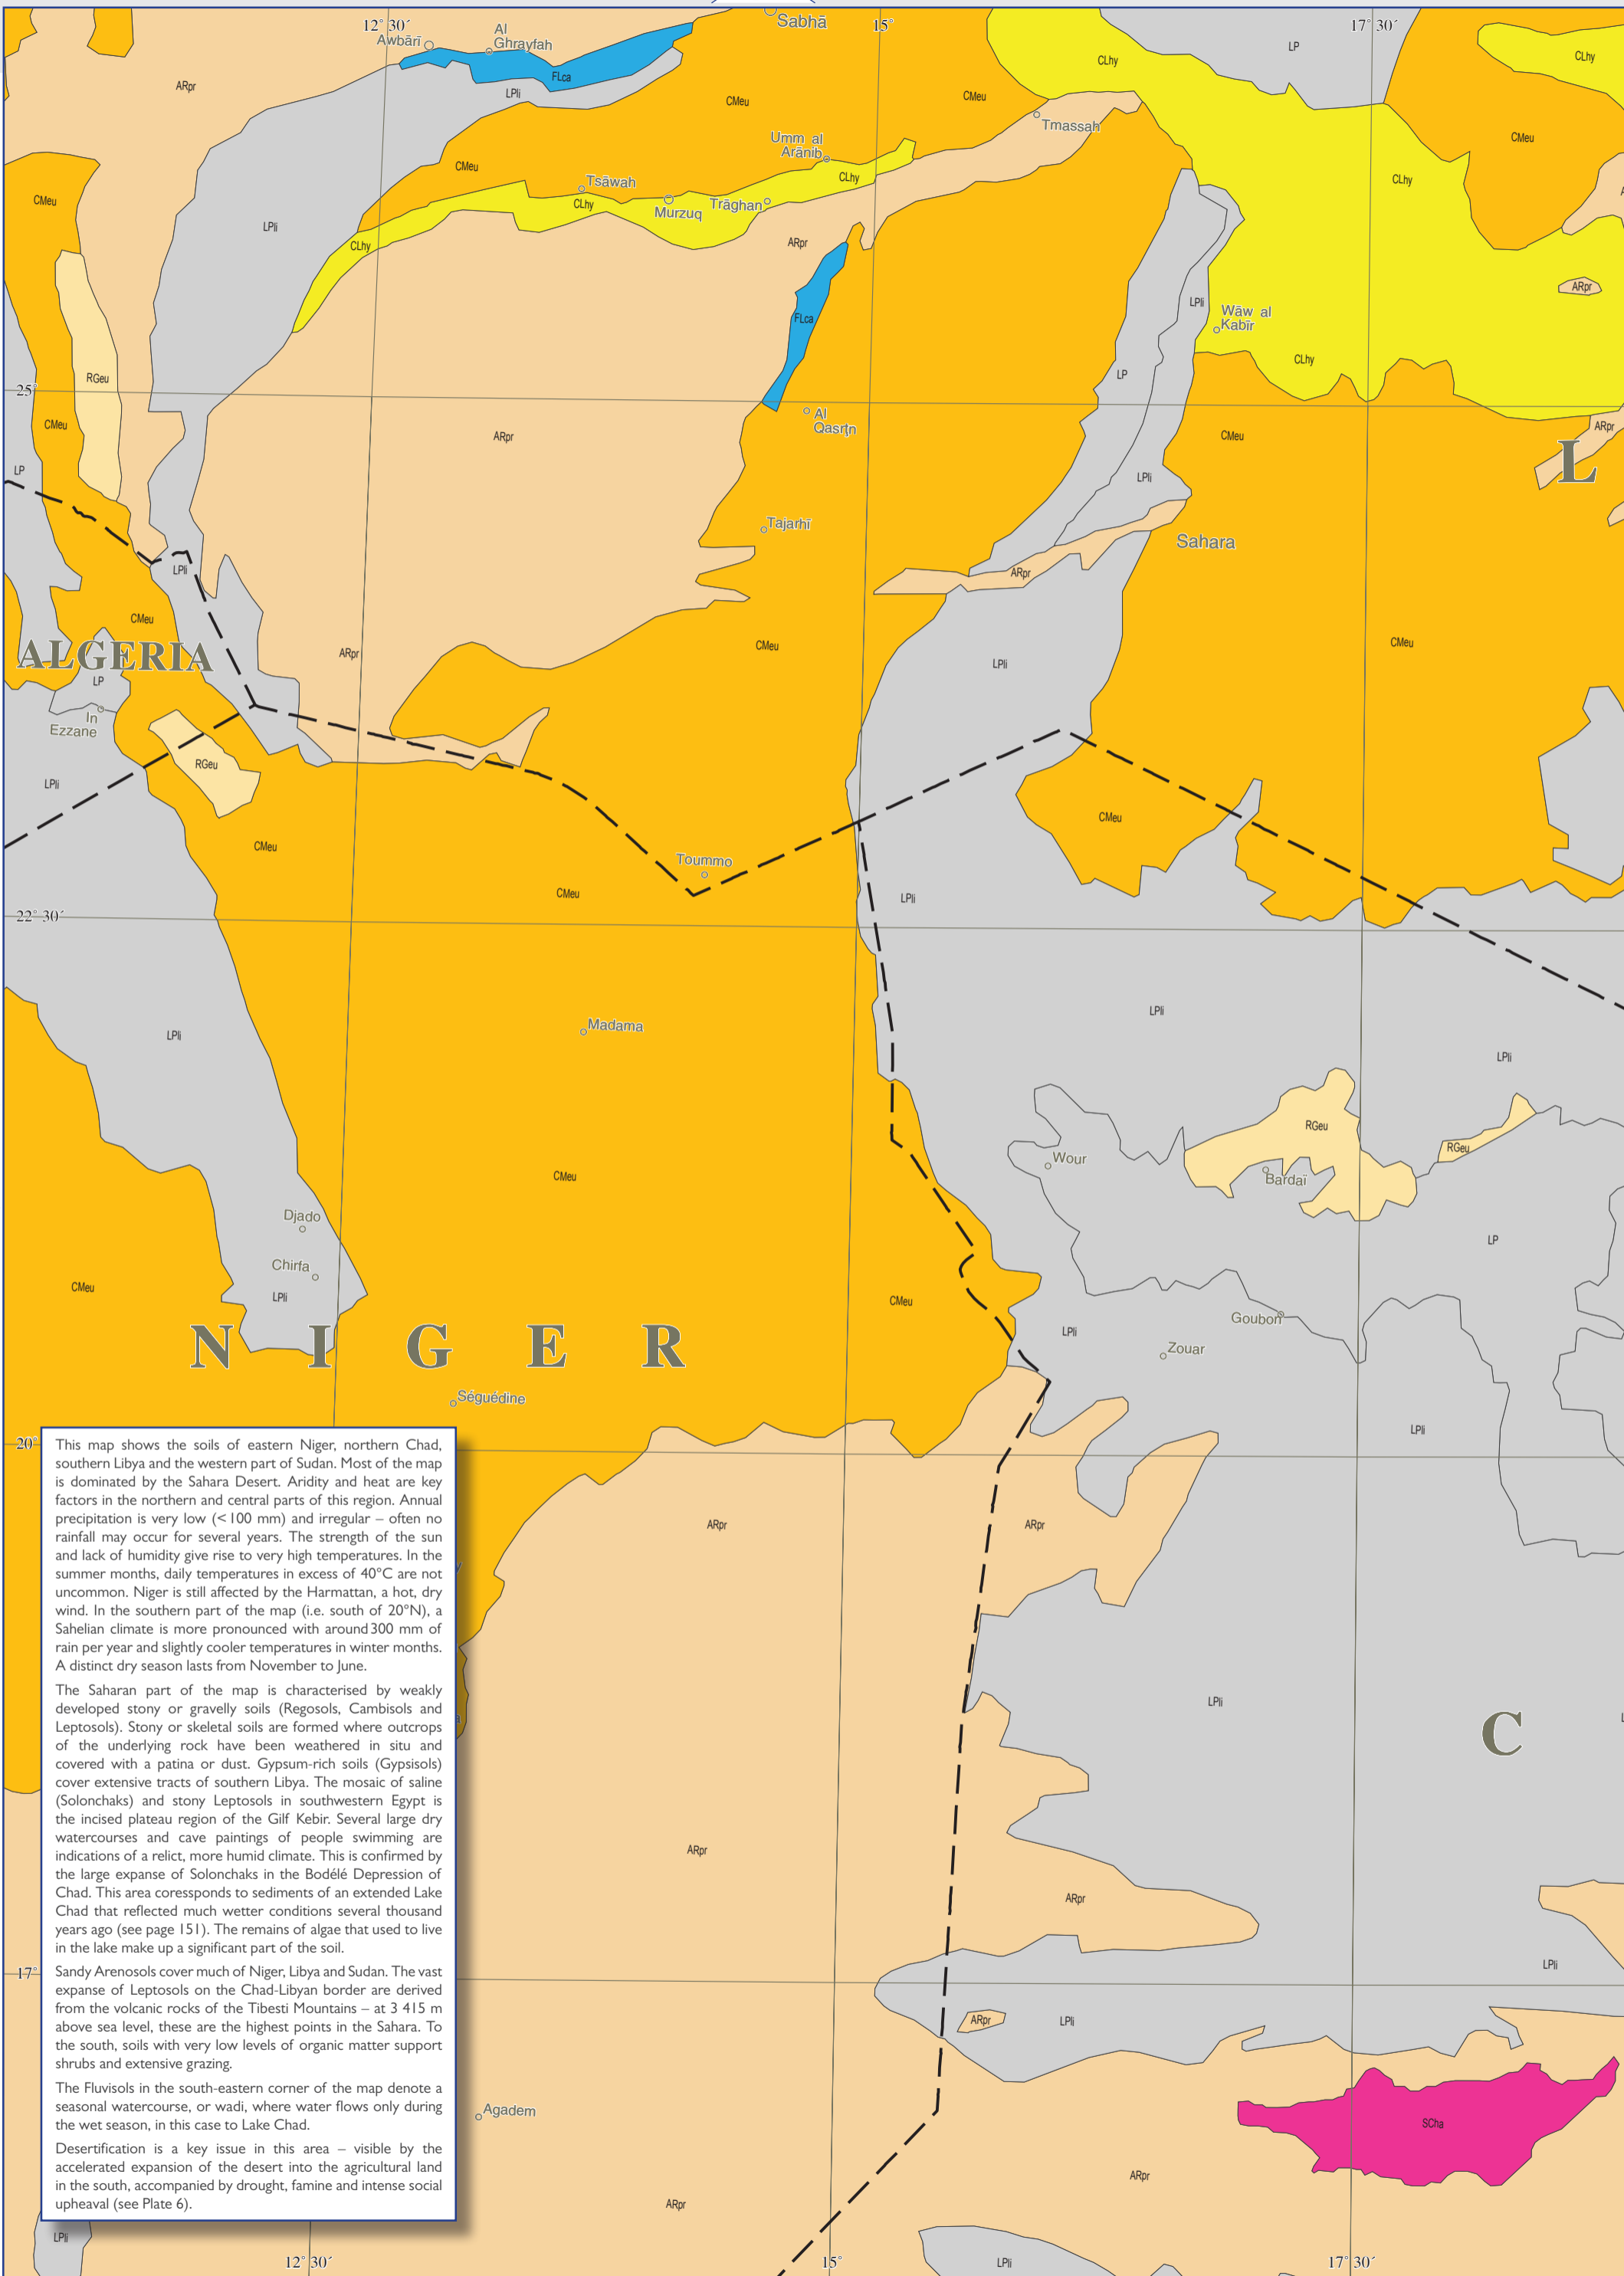 12° 30´
15°
17° 30´
Sabhā
Awbārī
Al
Ghrayfah
LP
CLhy
CLhy
FLca
ARpr
LPli
CMeu
CMeu
Tmassah
CMeu
Umm al
Arānib
CMeu
CLhy
CLhy
Tsāwah
CMeu
CLhy
Murzuq
Trāghan
LPli
CLhy
ARpr
ARpr
LPli
Wāw al
Kabīr
FLca
CLhy
LP
RGeu
25°
Al
Qasrţn
CMeu
ARpr
CMeu
ARpr
LP
L
LPli
Tajarhī
Sahara
LPli
ARpr
CMeu
ALGERIA
ARpr
CMeu
CMeu
LPli
LP
In
Ezzane
RGeu
LPli
CMeu
CMeu
Toummo
CMeu
LPli
22° 30´
LPli
Madama
LPli
LPli
RGeu
RGeu
Wour
Bardaï
CMeu
Djado
LP
Chirfa
CMeu
LPli
CMeu
Goubon
LPli
Zouar
N I G E R
Séguédine
LPli
20°
This map shows the soils of eastern Niger, northern Chad,
southern Libya and the western part of Sudan. Most of the map
is dominated by the Sahara Desert. Aridity and heat are key
factors in the northern and central parts of this region. Annual
precipitation is very low (<100 mm) and irregular – often no
rainfall may occur for several years. The strength of the sun
and lack of humidity give rise to very high temperatures. In the
summer months, daily temperatures in excess of 40°C are not
uncommon. Niger is still affected by the Harmattan, a hot, dry
wind. In the southern part of the map (i.e. south of 20°N), a
Sahelian climate is more pronounced with around 300 mm of
rain per year and slightly cooler temperatures in winter months.
A distinct dry season lasts from November to June.
The Saharan part of the map is characterised by weakly
developed stony or gravelly soils (Regosols, Cambisols and
Leptosols). Stony or skeletal soils are formed where outcrops
of the underlying rock have been weathered in situ and
covered with a patina or dust. Gypsum-rich soils (Gypsisols)
cover extensive tracts of southern Libya. The mosaic of saline
(Solonchaks) and stony Leptosols in southwestern Egypt is
the incised plateau region of the Gilf Kebir. Several large dry
watercourses and cave paintings of people swimming are
indications of a relict, more humid climate. This is confirmed by
the large expanse of Solonchaks in the Bodélé Depression of
Chad. This area coressponds to sediments of an extended Lake
Chad that reflected much wetter conditions several thousand
years ago (see page 151). The remains of algae that used to live
in the lake make up a significant part of the soil.
Sandy Arenosols cover much of Niger, Libya and Sudan. The vast
expanse of Leptosols on the Chad-Libyan border are derived
from the volcanic rocks of the Tibesti Mountains – at 3 415 m
above sea level, these are the highest points in the Sahara. To
the south, soils with very low levels of organic matter support
shrubs and extensive grazing.
The Fluvisols in the south-eastern corner of the map denote a
seasonal watercourse, or wadi, where water flows only during
the wet season, in this case to Lake Chad.
Desertification is a key issue in this area – visible by the
accelerated expansion of the desert into the agricultural land
in the south, accompanied by drought, famine and intense social
upheaval (see Plate 6).
ARpr
ARpr
LPli
C
ARpr
ARpr
LPli
17°
ARpr
LPli
Agadem
SCha
ARpr
ARpr
LPli
LPli
12° 30´
15°
17° 30´